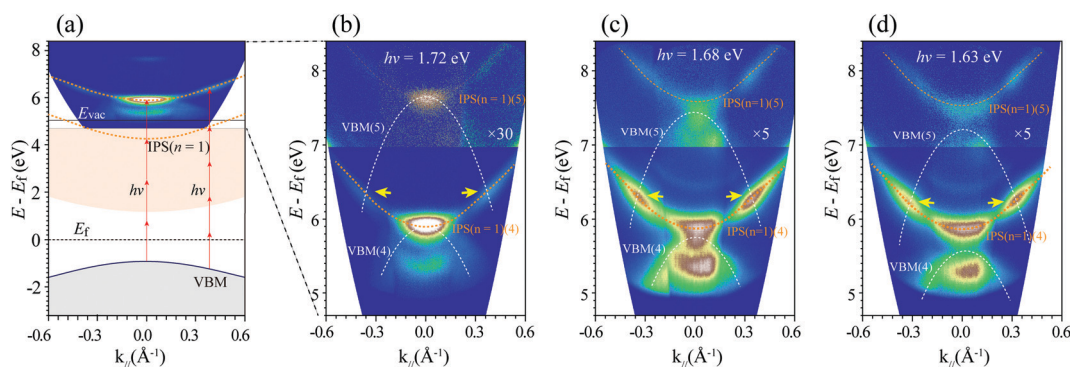 (a)
(b)
(c)
(d)
E - E_f (eV)
8
6
4
2
0
-2
E_vac
IPS(n = 1)
hν
hν
E_f
VBM
-0.6
-0.3
0.0
0.3
0.6
k_//(Å⁻¹)
E - E_f (eV)
8
7
6
5
hν = 1.72 eV
IPS(n = 1)(5)
VBM(5)
×30
IPS(n = 1)(4)
VBM(4)
-0.6
-0.3
0.0
0.3
0.6
k_//(Å⁻¹)
E - E_f (eV)
8
7
6
5
hν = 1.68 eV
IPS(n=1)(5)
VBM(5)
×5
IPS(n=1)(4)
VBM(4)
-0.6
-0.3
0.0
0.3
0.6
k_//(Å⁻¹)
E - E_f (eV)
8
7
6
5
hν = 1.63 eV
IPS(n=1)(5)
VBM(5)
×5
IPS(n=1)(4)
VBM(4)
-0.6
-0.3
0.0
0.3
0.6
k_//(Å⁻¹)